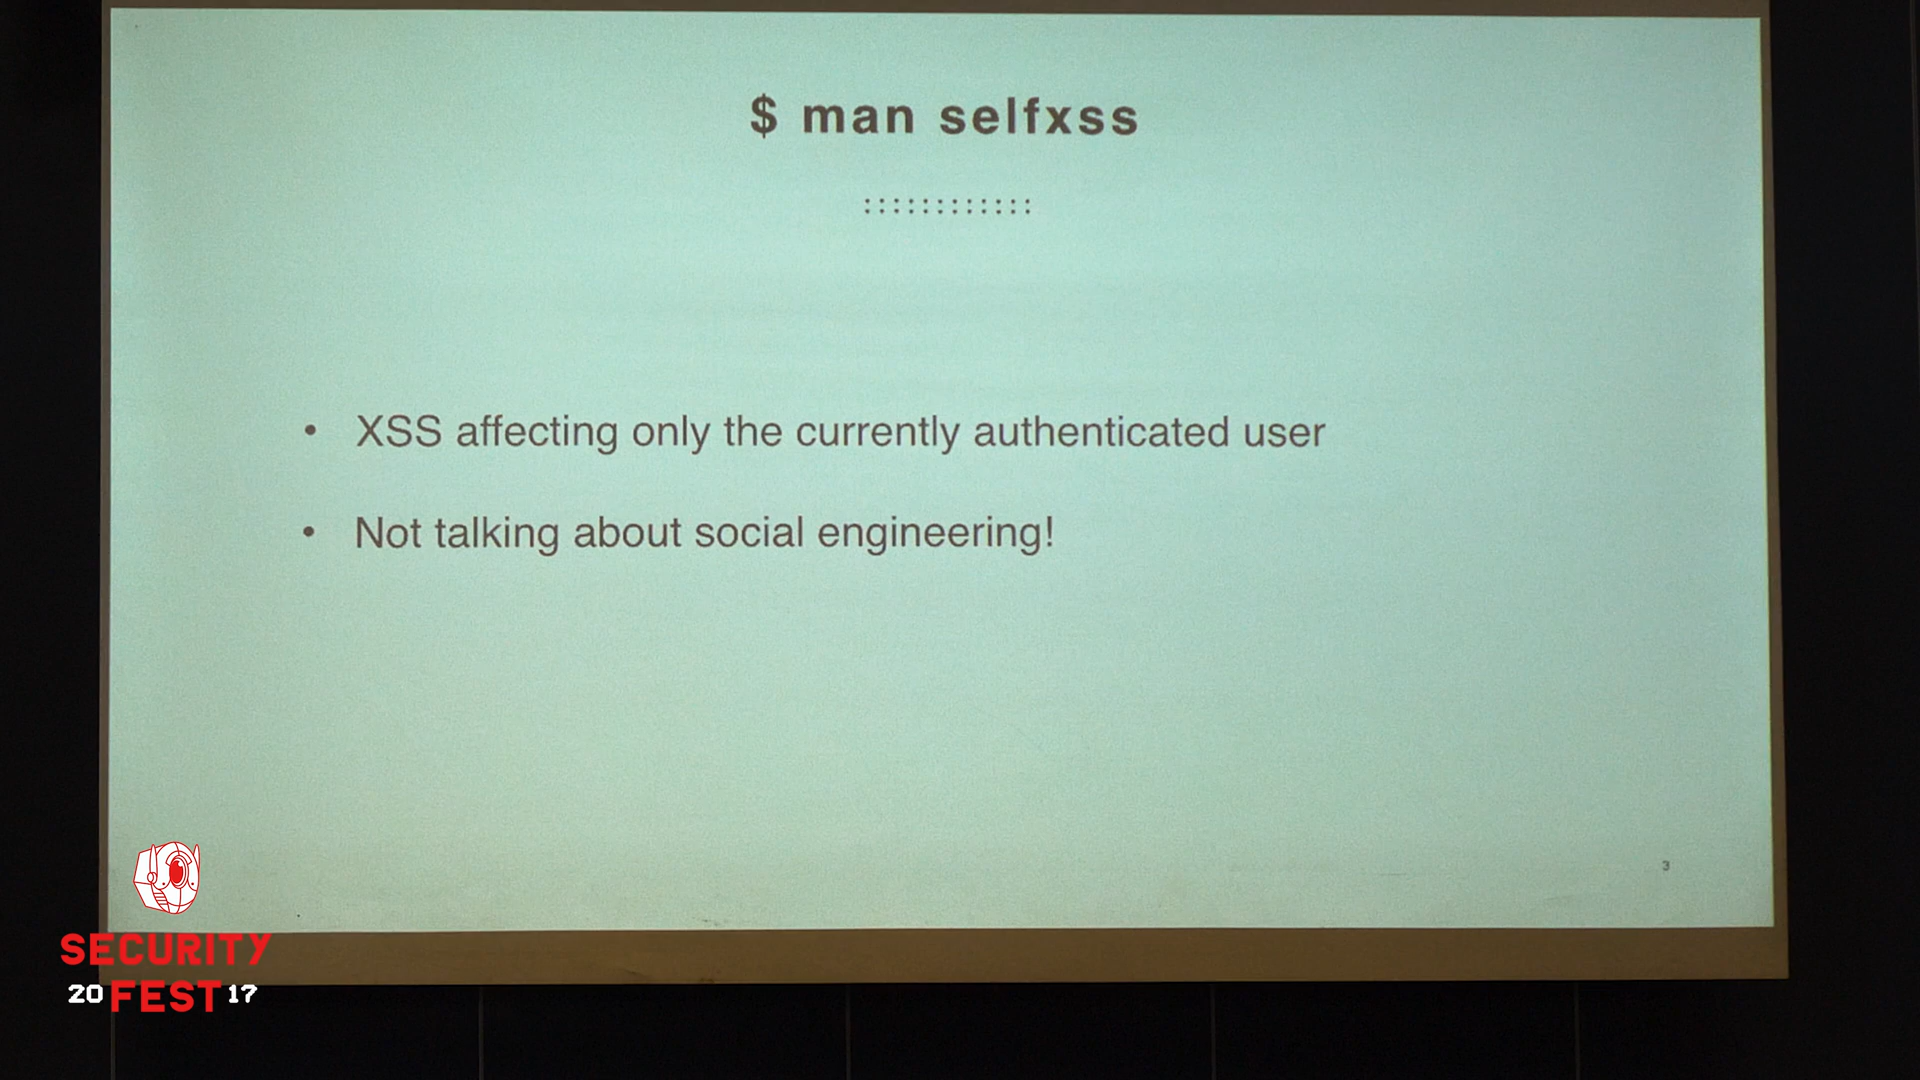 $ man selfxss
::::::::::::
• XSS affecting only the currently authenticated user
• Not talking about social engineering!
3
SECURITY
20 FEST 17